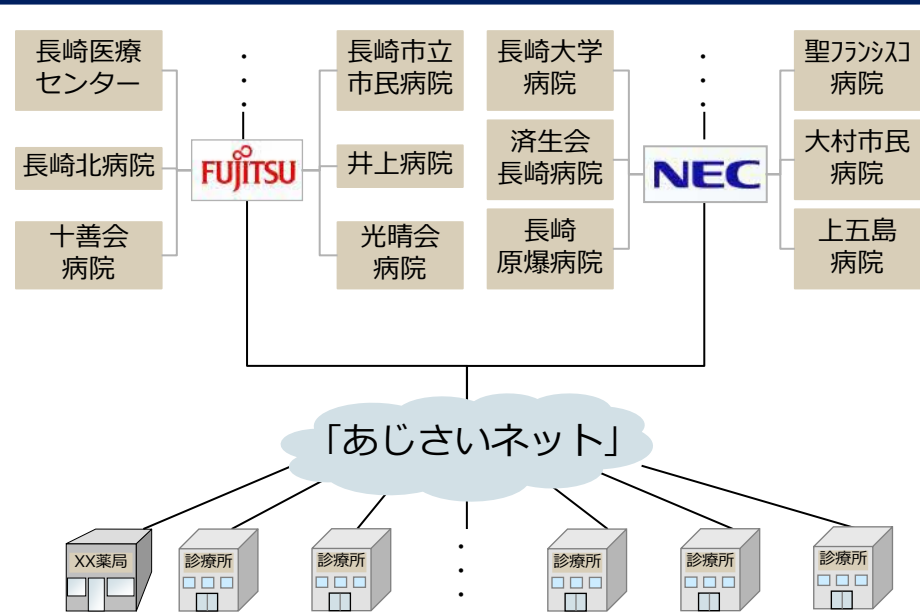 長崎医療
センター
長崎北病院
十善会
病院
・
・
・
FUJITSU
長崎市立
市民病院
井上病院
光晴会
病院
長崎大学
病院
済生会
長崎病院
長崎
原爆病院
・
・
・
NEC
聖フランシスコ
病院
大村市民
病院
上五島
病院
「あじさいネット」
XX薬局
診療所
診療所
・
・
・
診療所
診療所
診療所